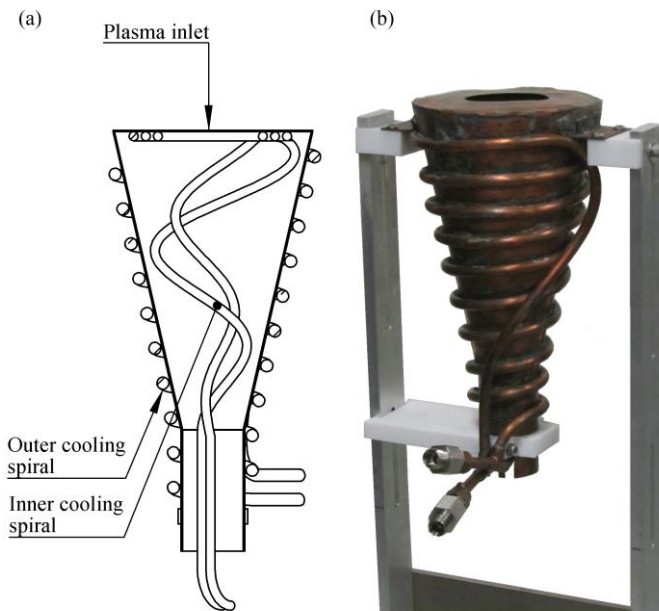 (a)
Plasma inlet
Outer cooling
spiral
Inner cooling
spiral
(b)